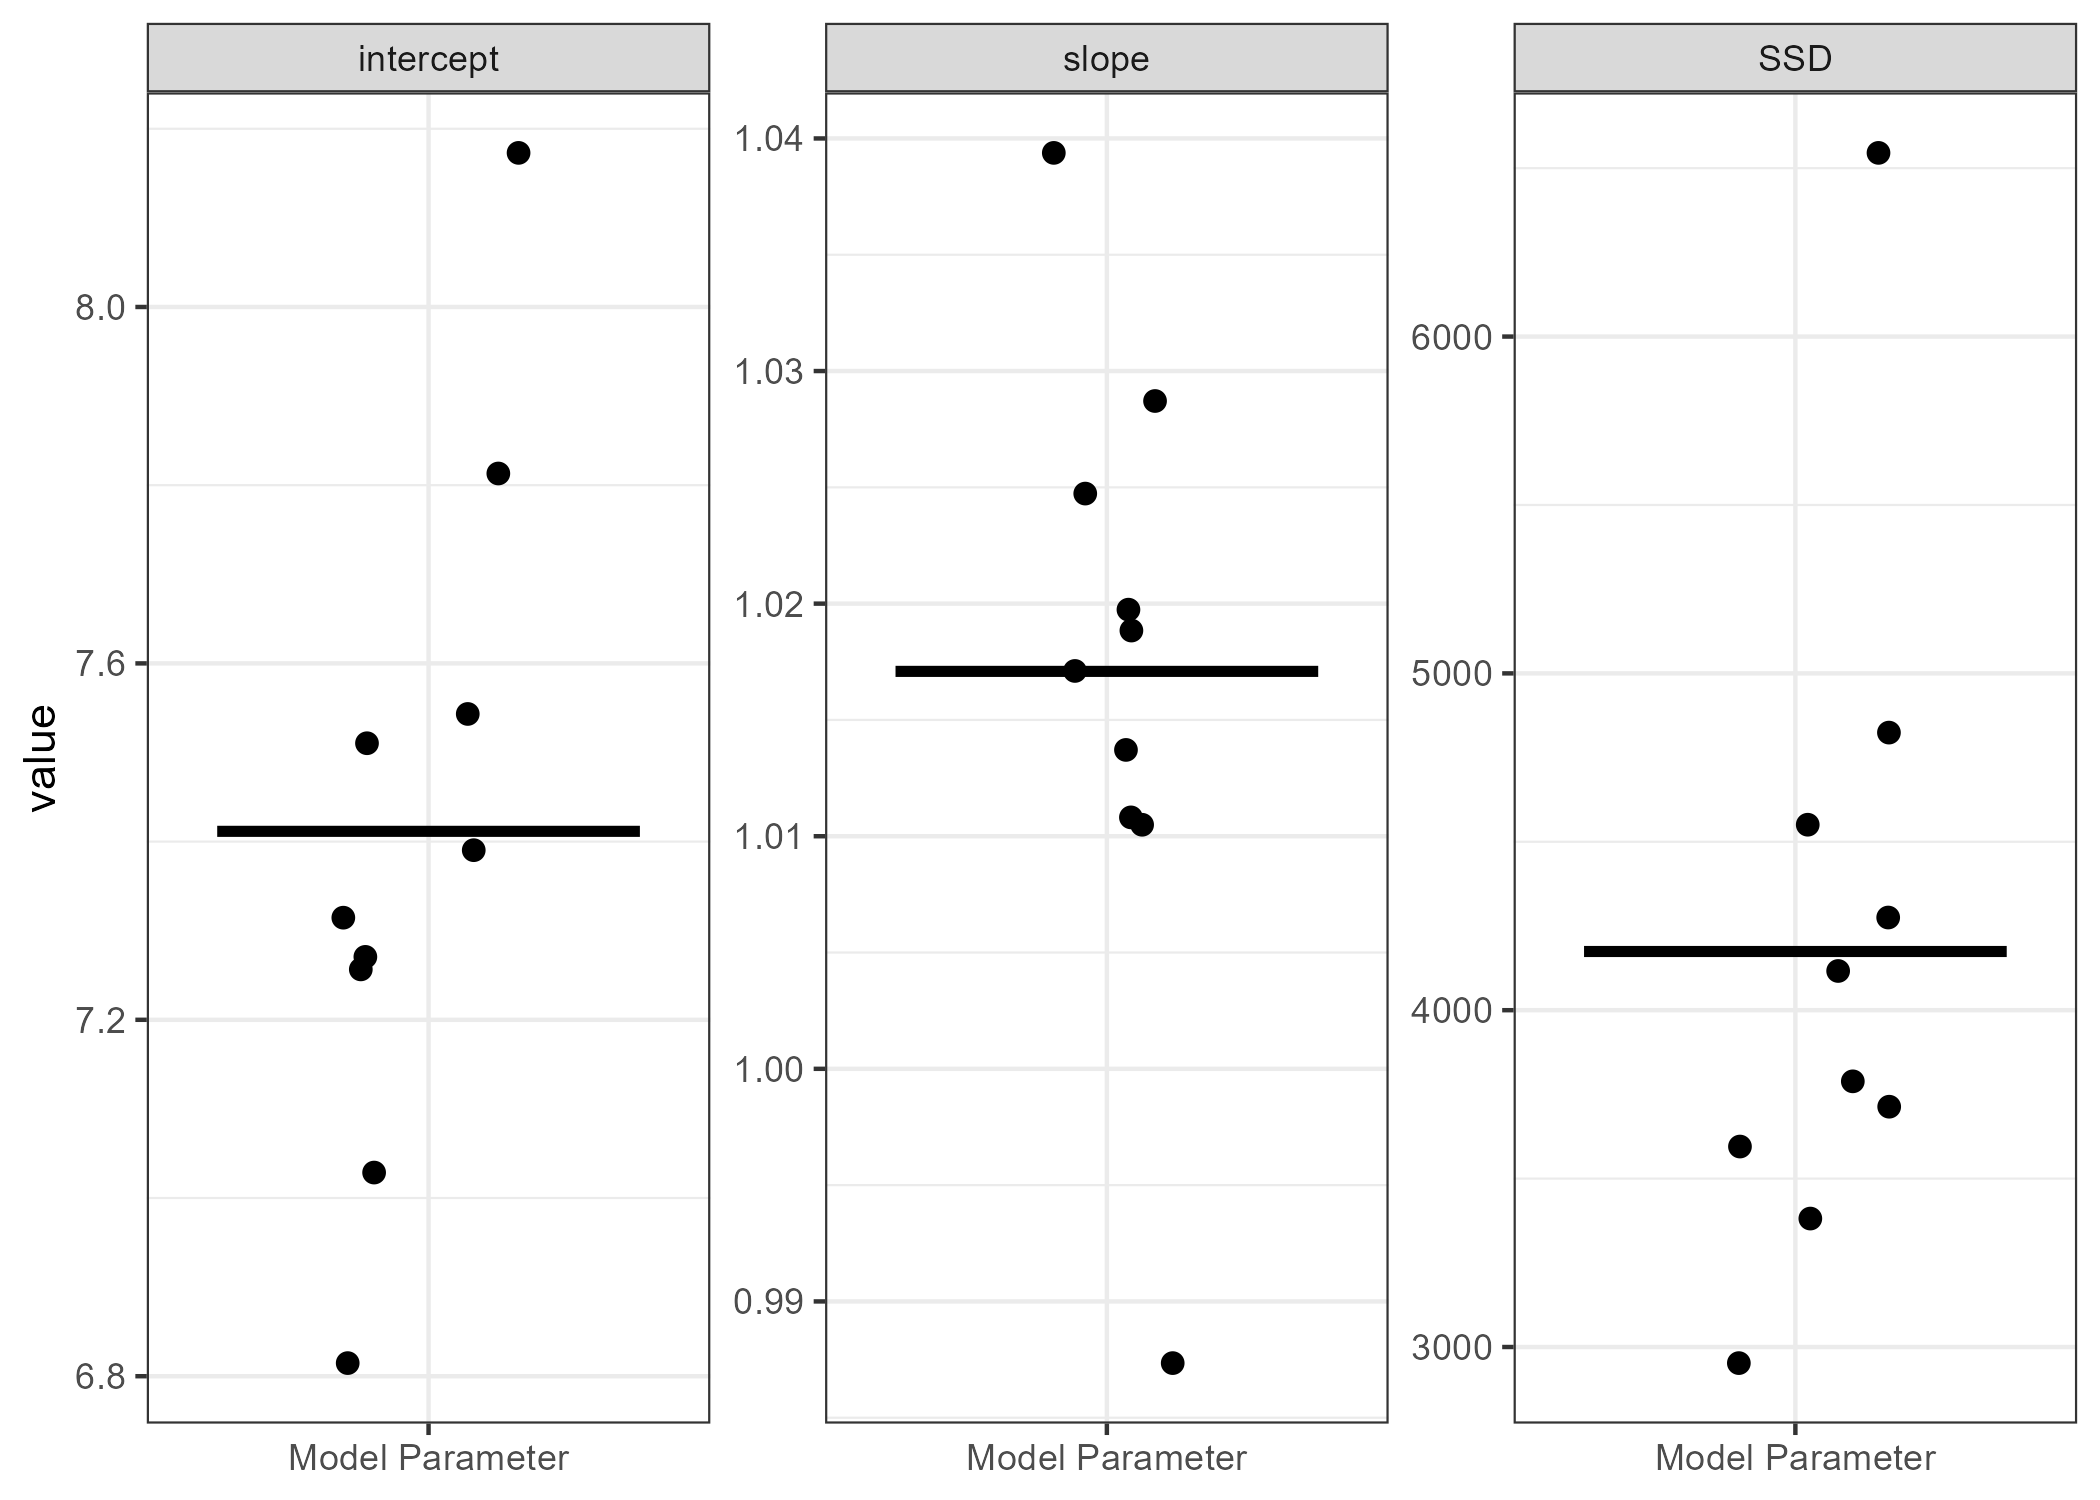 intercept
slope
SSD
value
8.0
7.6
7.2
6.8
1.04
1.03
1.02
1.01
1.00
0.99
6000
5000
4000
3000
Model Parameter
Model Parameter
Model Parameter